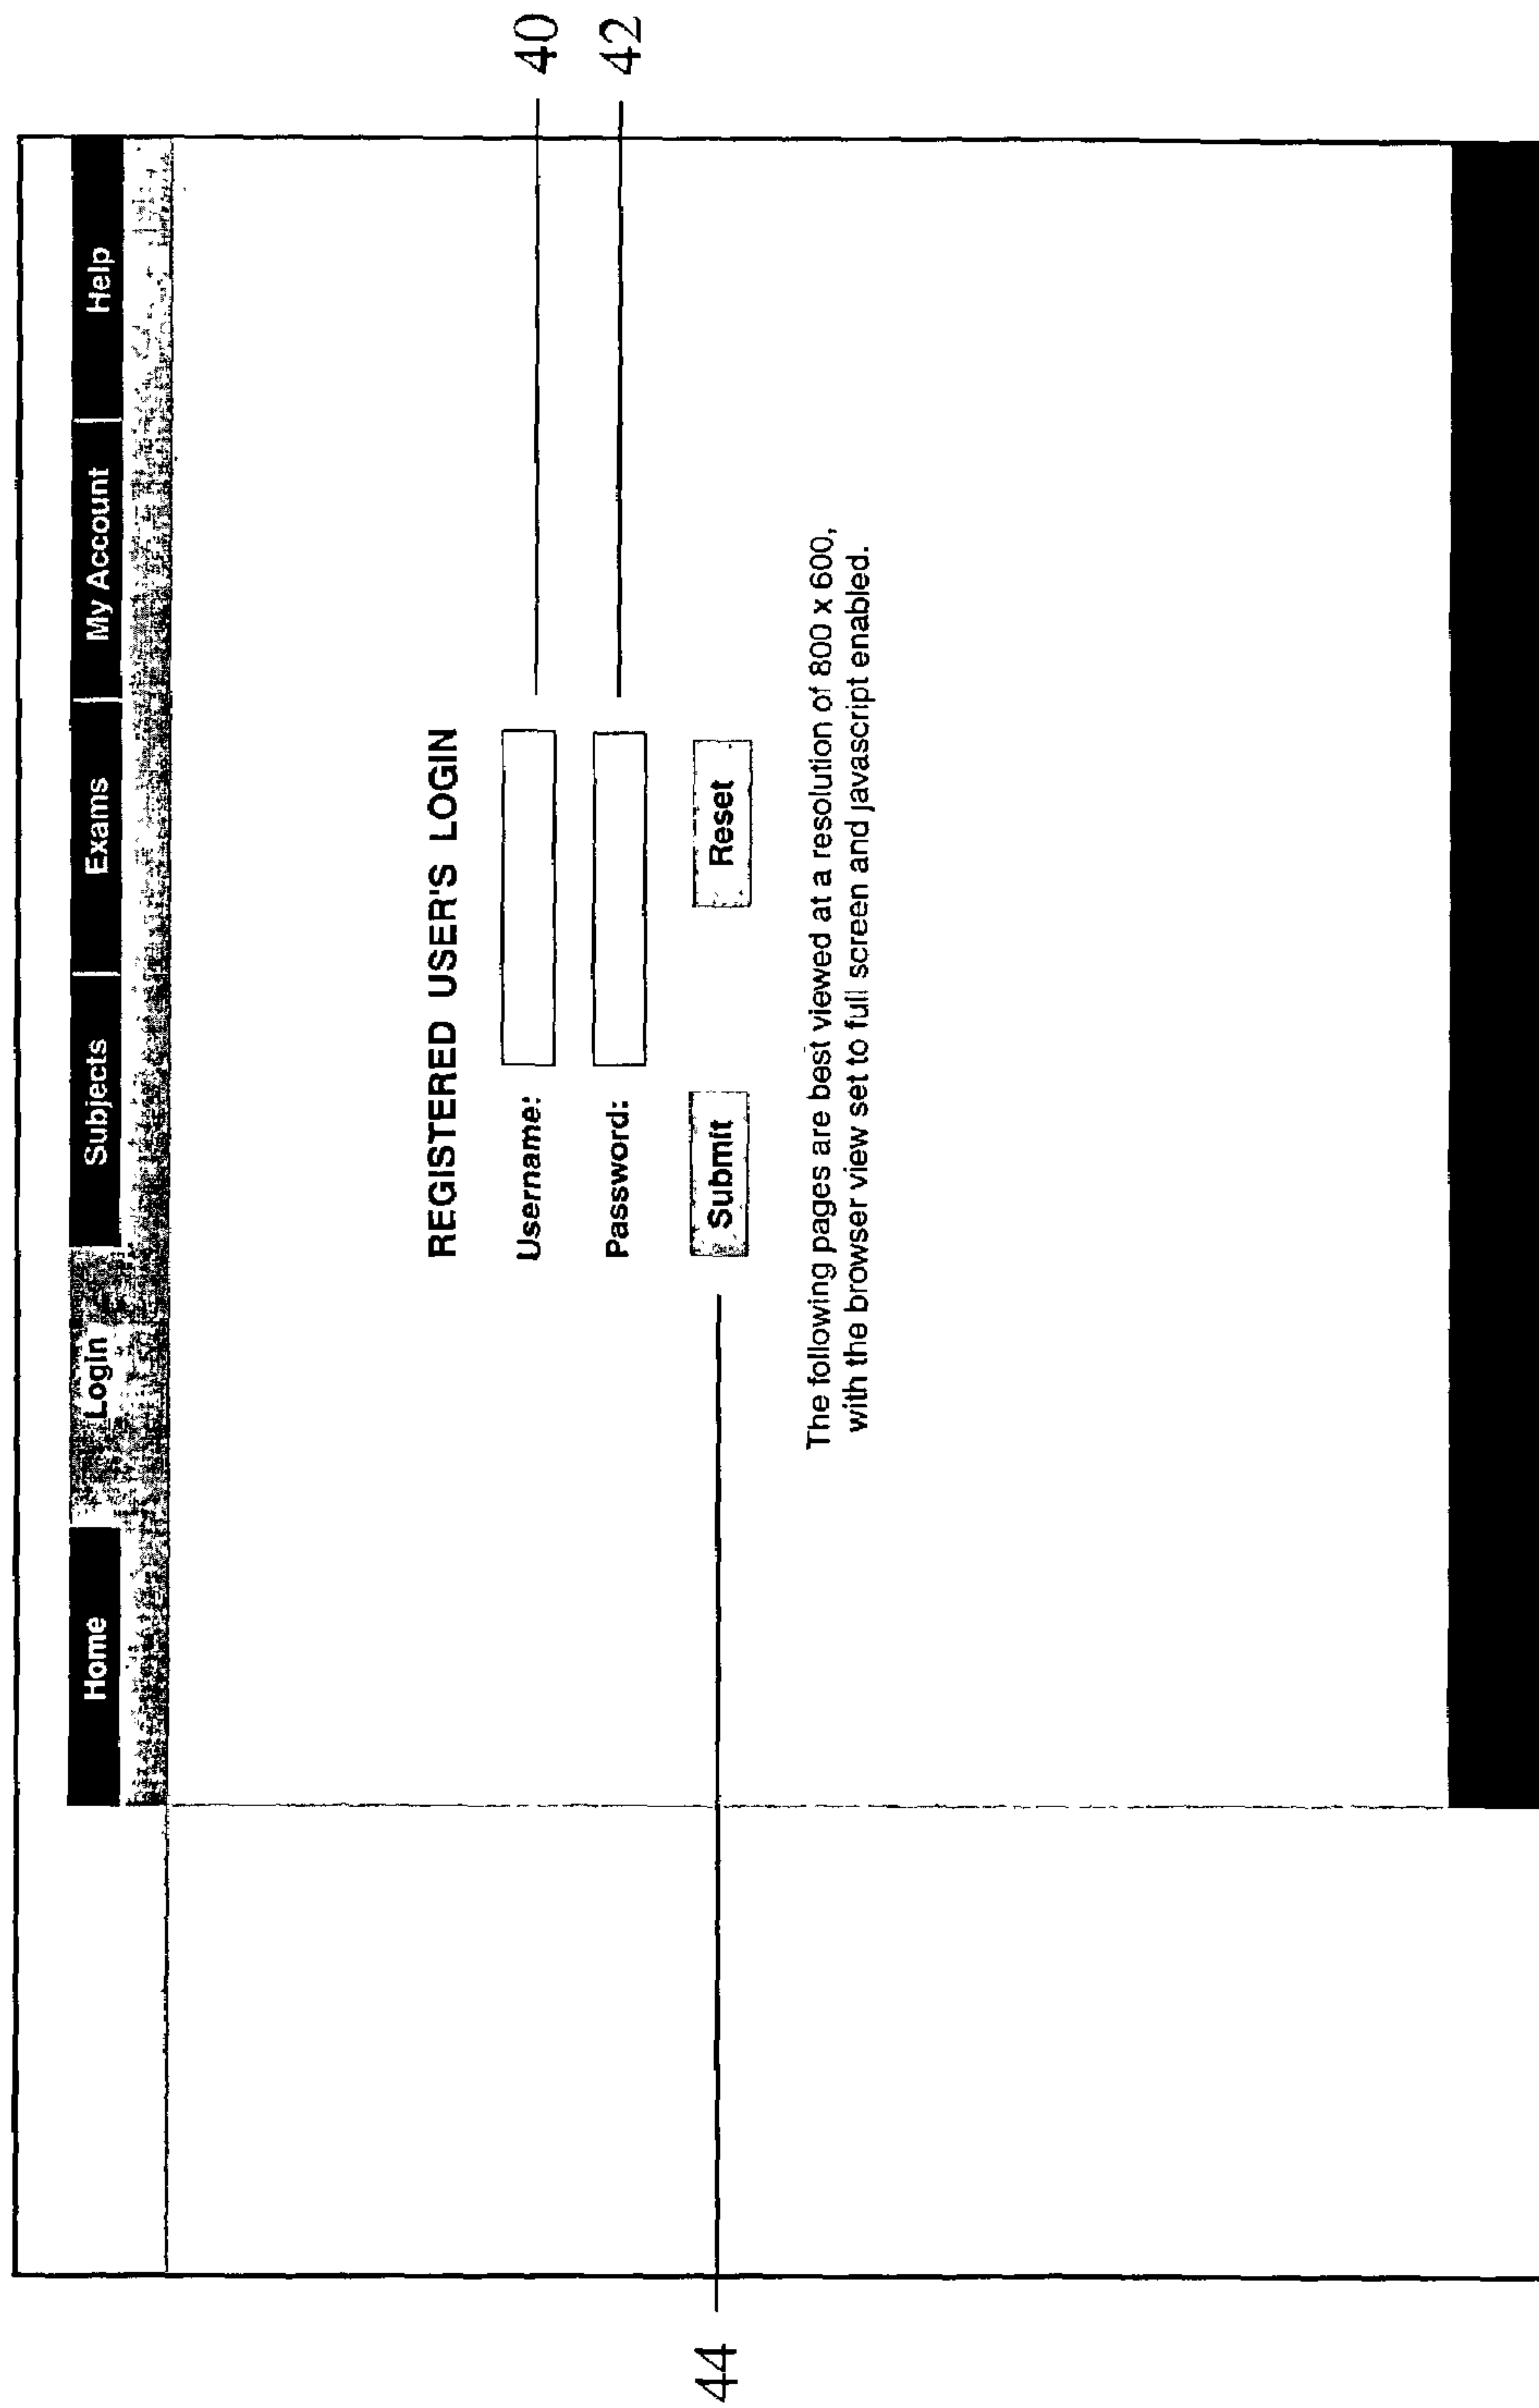 Home Login Subjects Exams My Account Help
REGISTERED USER'S LOGIN
Username: 40
Password: 42
44 Submit Reset
The following pages are best viewed at a resolution of 800 x 600,
with the browser view set to full screen and javascript enabled.